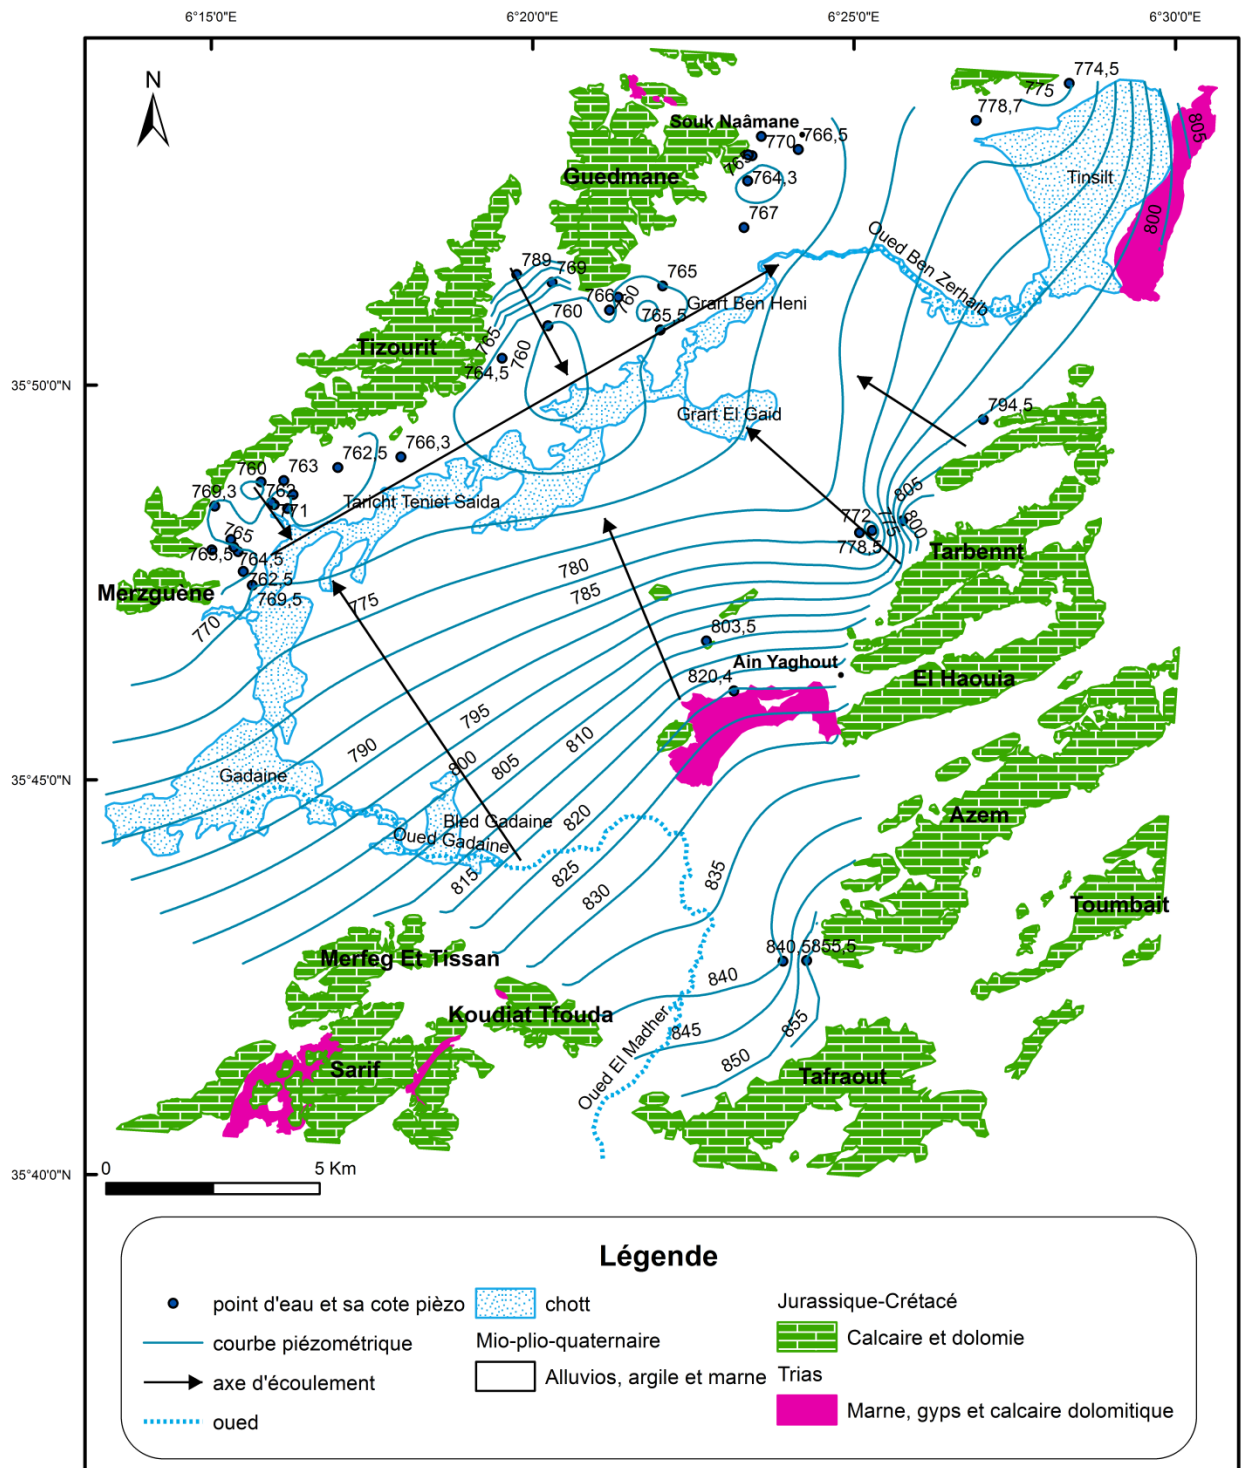 6°15'0"E
6°20'0"E
6°25'0"E
6°30'0"E
N
774,5
775
778,7
805
Souk Naâmane
770
766,5
765
764,3
Guedmane
Tinsilt
767
800
Oued Ben Zerhaib
789
769
765
766
760
Grart Ben Heni
760
765,5
765
Tizourit
760
764,5
35°50'0"N
Grart El Gaid
794,5
762,5
766,3
760
763
805
769,3
762
771
Taricht Teniet Saida
772
775
800
765
778,5
Tarbennt
763,5
764,5
780
Merzguène
762,5
785
769,5
775
770
803,5
Ain Yaghout
820,4
El Haouia
795
810
790
800
805
35°45'0"N
Gadaine
Bled Gadaine
820
Azem
Oued Gadaine
815
825
835
830
Toumbait
Merfeg Et Tissan
840,5
855,5
840
Koudiat Tfouda
845
855
850
Oued El Madher
Sarif
Tafraout
35°40'0"N
0
5 Km
Légende
point d'eau et sa cote pièzo
chott
Jurassique-Crétacé
courbe piézométrique
Mio-plio-quaternaire
Calcaire et dolomie
axe d'écoulement
Alluvios, argile et marne
Trias
oued
Marne, gyps et calcaire dolomitique